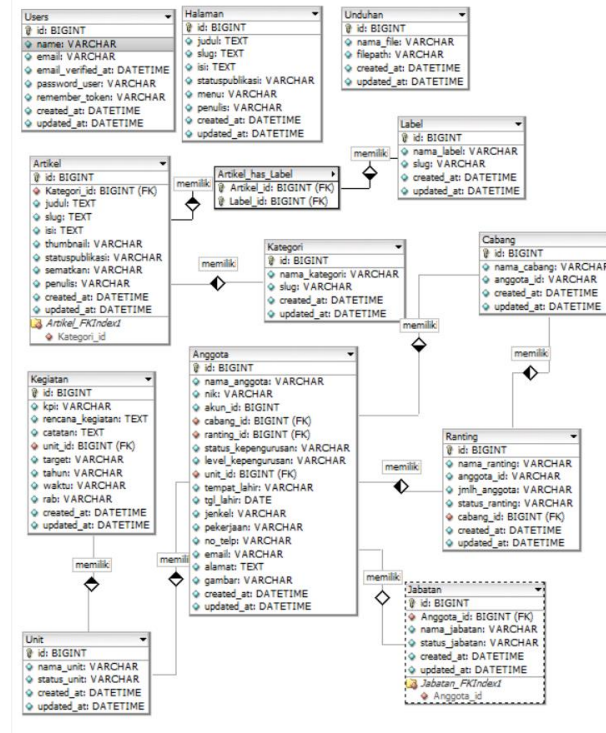 Users
id: BIGINT
name: VARCHAR
email: VARCHAR
email_verified_at: DATETIME
password_user: VARCHAR
remember_token: VARCHAR
created_at: DATETIME
updated_at: DATETIME
Halaman
id: BIGINT
judul: TEXT
slug: TEXT
isi: TEXT
statuspublikasi: VARCHAR
menu: VARCHAR
penulis: VARCHAR
created_at: DATETIME
updated_at: DATETIME
Unduhan
id: BIGINT
nama_file: VARCHAR
filepath: VARCHAR
created_at: DATETIME
updated_at: DATETIME
Label
id: BIGINT
nama_label: VARCHAR
slug: VARCHAR
created_at: DATETIME
updated_at: DATETIME
memilik
Artikel_has_Label
Artikel_id: BIGINT (FK)
Label_id: BIGINT (FK)
memilik
Artikel
id: BIGINT
Kategori_id: BIGINT (FK)
judul: TEXT
slug: TEXT
isi: TEXT
thumbnail: VARCHAR
statuspublikasi: VARCHAR
sematkan: VARCHAR
penulis: VARCHAR
created_at: DATETIME
updated_at: DATETIME
Artikel_FKIndex1
Kategori_id
memilik
Kategori
id: BIGINT
nama_kategori: VARCHAR
slug: VARCHAR
created_at: DATETIME
updated_at: DATETIME
Cabang
id: BIGINT
nama_cabang: VARCHAR
anggota_id: VARCHAR
created_at: DATETIME
updated_at: DATETIME
memilik
memilik
Anggota
id: BIGINT
nama_anggota: VARCHAR
nik: VARCHAR
akun_id: BIGINT
cabang_id: BIGINT (FK)
ranting_id: BIGINT (FK)
status_kepengurusan: VARCHAR
level_kepengurusan: VARCHAR
unit_id: BIGINT (FK)
tempat_lahir: VARCHAR
tgl_lahir: DATE
jenkel: VARCHAR
pekerjaan: VARCHAR
no_telp: VARCHAR
email: VARCHAR
alamat: TEXT
gambar: VARCHAR
created_at: DATETIME
updated_at: DATETIME
Kegiatan
id: BIGINT
kpi: VARCHAR
rencana_kegiatan: TEXT
catatan: TEXT
unit_id: BIGINT (FK)
target: VARCHAR
tahun: VARCHAR
waktu: VARCHAR
rab: VARCHAR
created_at: DATETIME
updated_at: DATETIME
Ranting
id: BIGINT
nama_ranting: VARCHAR
anggota_id: VARCHAR
jmlh_anggota: VARCHAR
status_ranting: VARCHAR
cabang_id: BIGINT (FK)
created_at: DATETIME
updated_at: DATETIME
memilik
memilik
memili
memilik
Jabatan
id: BIGINT
Anggota_id: BIGINT (FK)
nama_jabatan: VARCHAR
status_jabatan: VARCHAR
created_at: DATETIME
updated_at: DATETIME
Jabatan_FKIndex1
Anggota_id
Unit
id: BIGINT
nama_unit: VARCHAR
status_unit: VARCHAR
created_at: DATETIME
updated_at: DATETIME